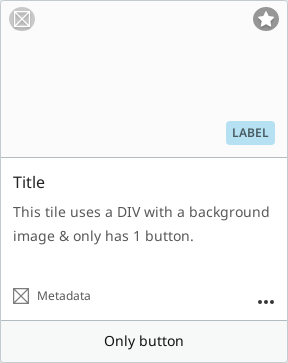 LABEL
Title
This tile uses a DIV with a background
image & only has 1 button.
Metadata
Only button